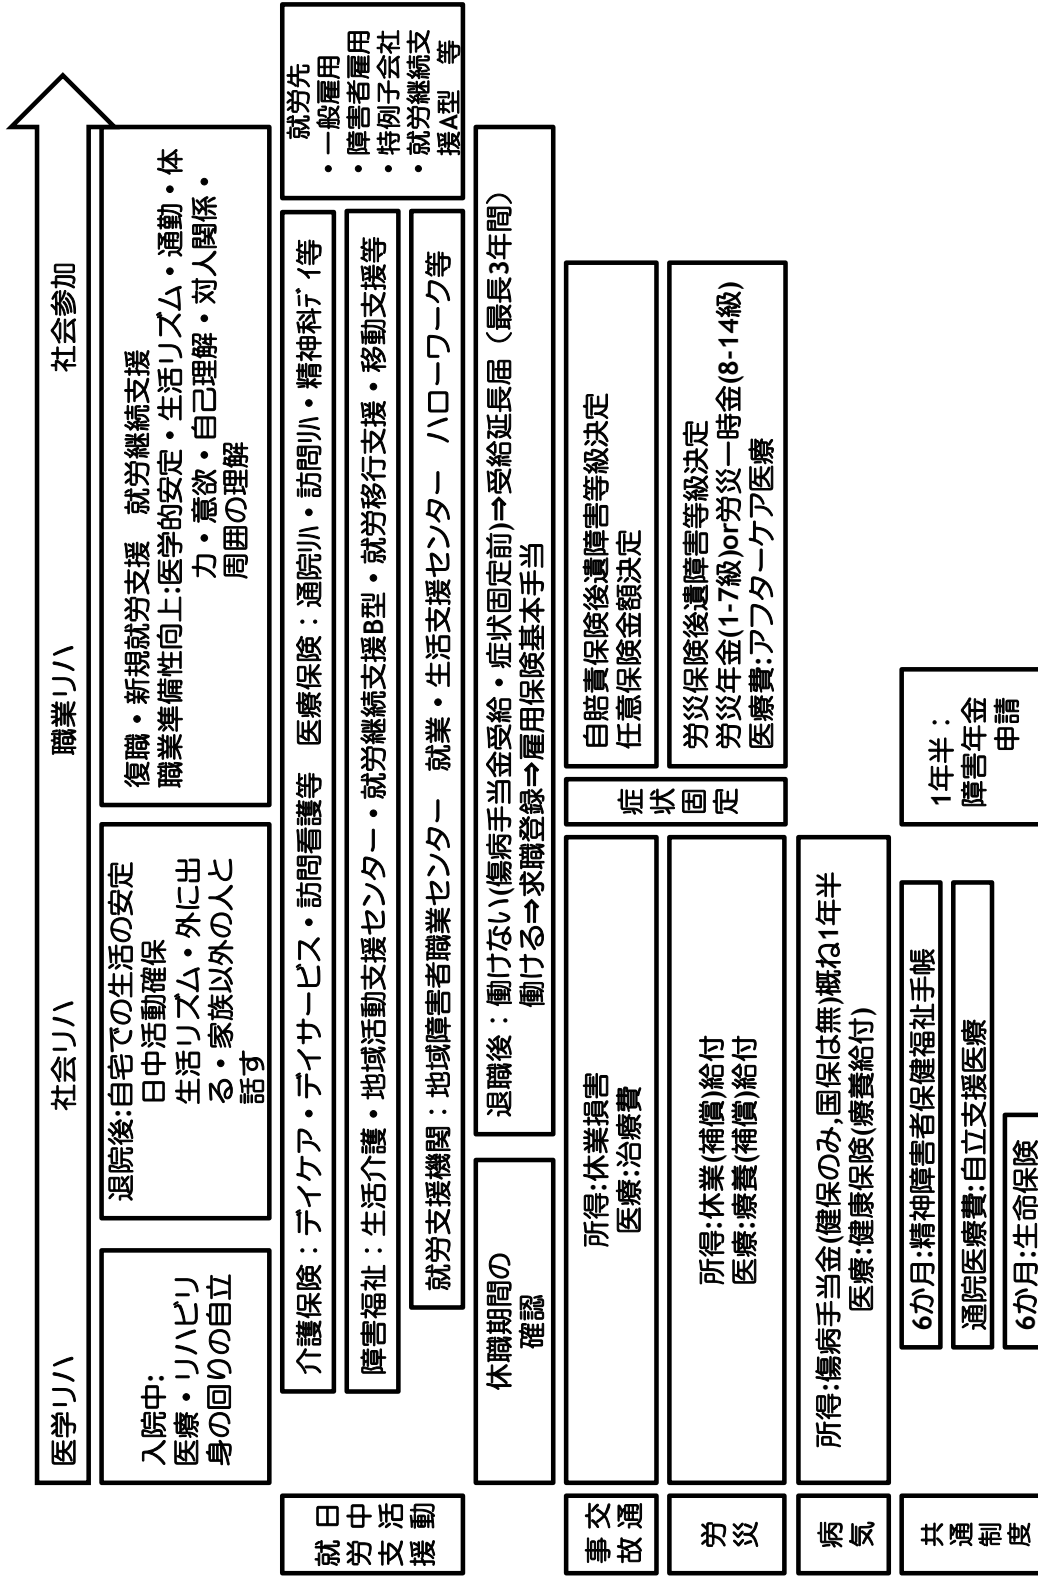 医学リハ
社会リハ
職業リハ
社会参加
入院中:
医療・リハビリ
身の回りの自立
退院後:自宅での生活の安定
日中活動確保
生活リズム・外に出
る・家族以外の人と
話す
復職・新規就労支援 就労継続支援
職業準備性向上:医学的安定・生活リズム・通勤・体
力・意欲・自己理解・対人関係・
周囲の理解
日中活動
就労支援
介護保険：デイケア・デイサービス・訪問看護等 医療保険：通院ﾘﾊ・訪問ﾘﾊ・精神科ﾃﾞｲ等
障害福祉：生活介護・地域活動支援センター・就労継続支援B型・就労移行支援・移動支援等
就労支援機関：地域障害者職業センター 就業・生活支援センター ハローワーク等
就労先
・一般雇用
・障害者雇用
・特例子会社
・就労継続支
援A型 等
休職期間の
確認
退職後：働けない(傷病手当金受給・症状固定前)⇒受給延長届（最長3年間）
働ける⇒求職登録⇒雇用保険基本手当
交通
事故
所得:休業損害
医療:治療費
症状固定
自賠責保険後遺障害等級決定
任意保険金額決定
労災
所得:休業(補償)給付
医療:療養(補償)給付
労災保険後遺障害等級決定
労災年金(1-7級)or労災一時金(8-14級)
医療費:アフターケア医療
病気
所得:傷病手当金(健保のみ,国保は無)概ね1年半
医療:健康保険(療養給付)
共通制度
6か月:精神障害者保健福祉手帳
通院医療費:自立支援医療
6か月:生命保険
1年半：
障害年金
申請